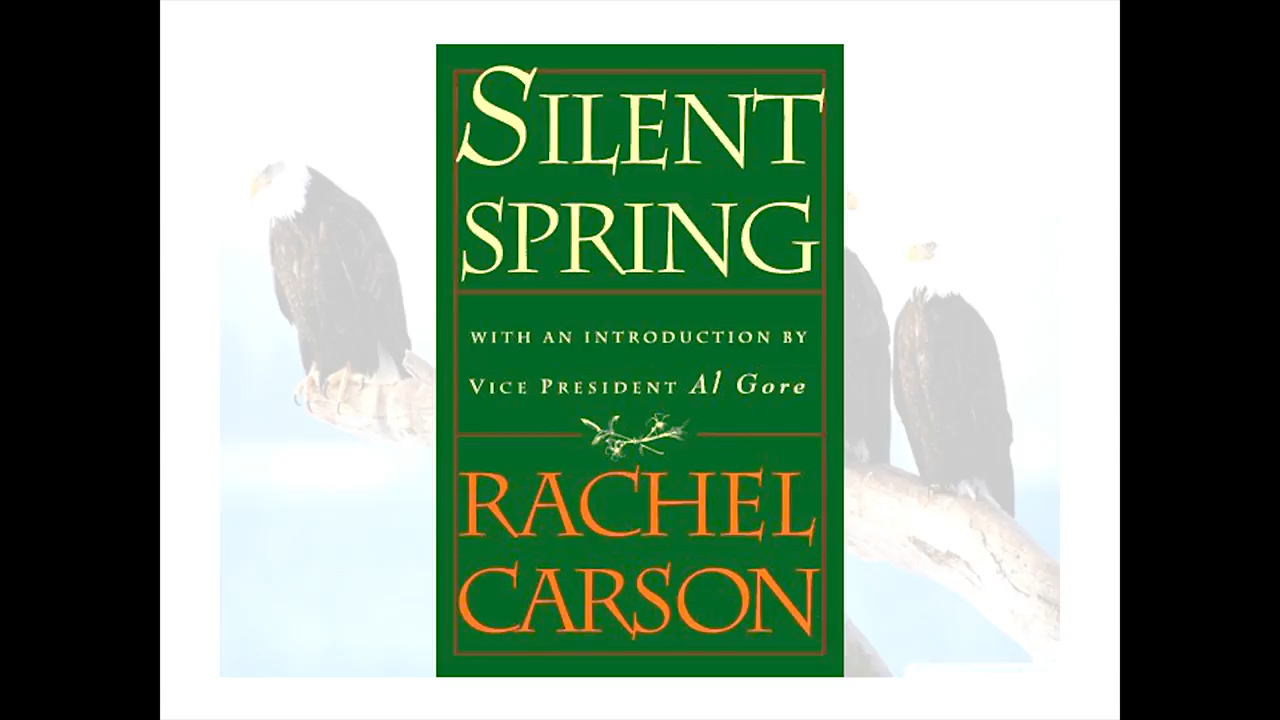 SILENT
SPRING
WITH AN INTRODUCTION BY
VICE PRESIDENT Al Gore
RACHEL
CARSON